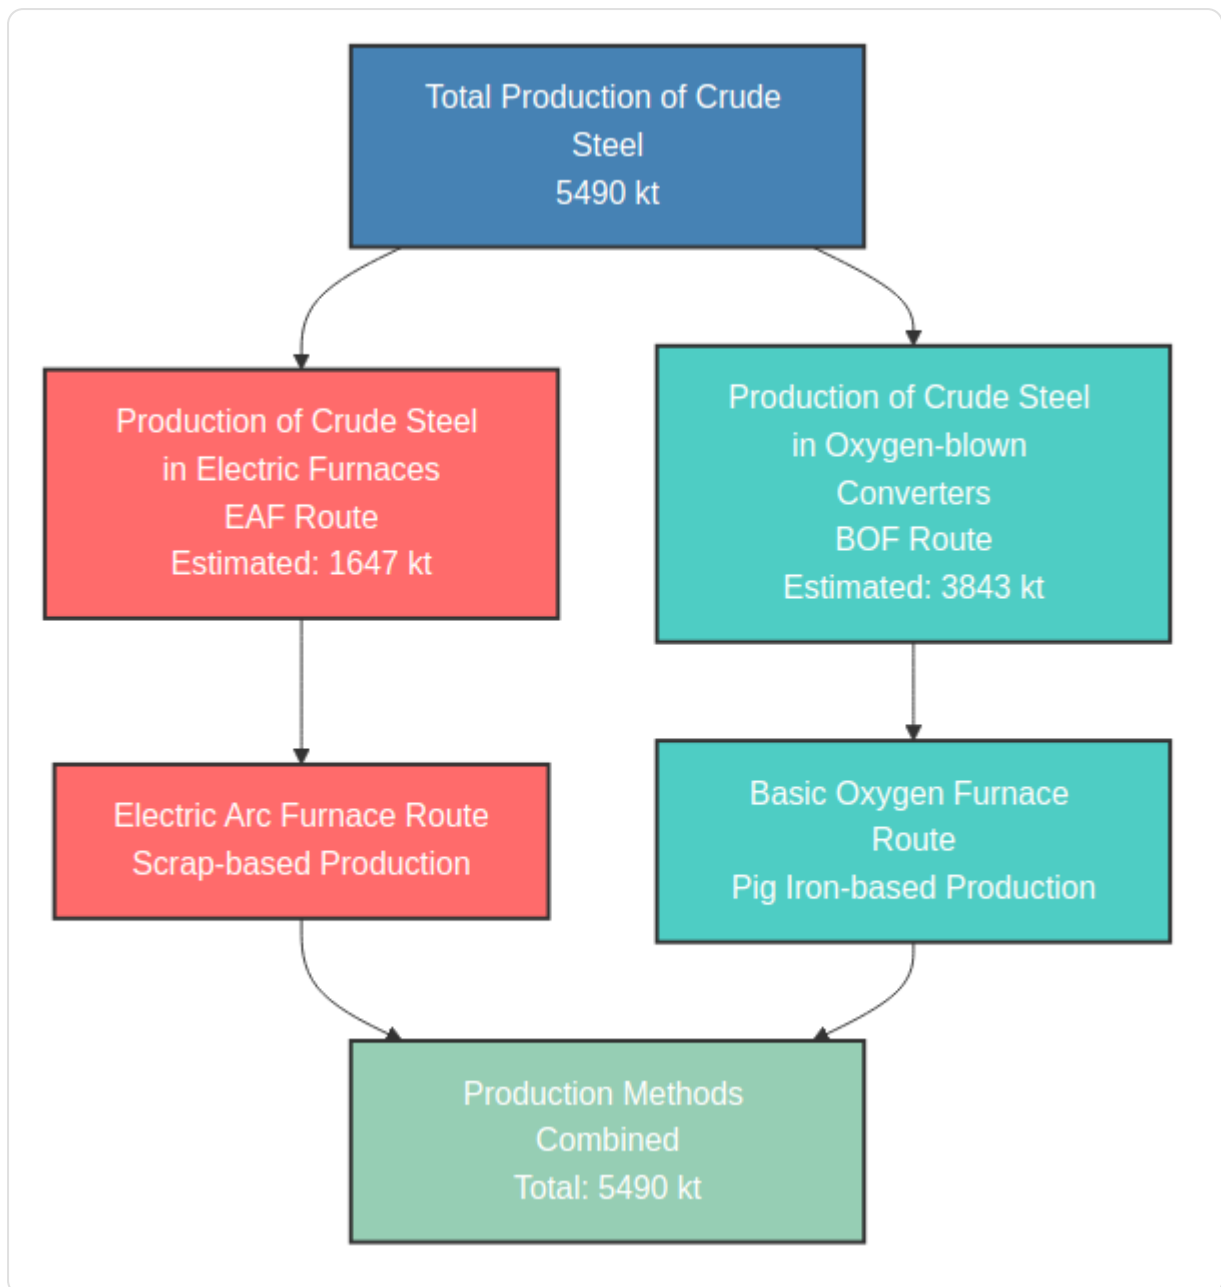 Total Production of Crude
Steel
5490 kt
Production of Crude Steel
in Electric Furnaces
EAF Route
Estimated: 1647 kt
Production of Crude Steel
in Oxygen-blown
Converters
BOF Route
Estimated: 3843 kt
Electric Arc Furnace Route
Scrap-based Production
Basic Oxygen Furnace
Route
Pig Iron-based Production
Production Methods
Combined
Total: 5490 kt